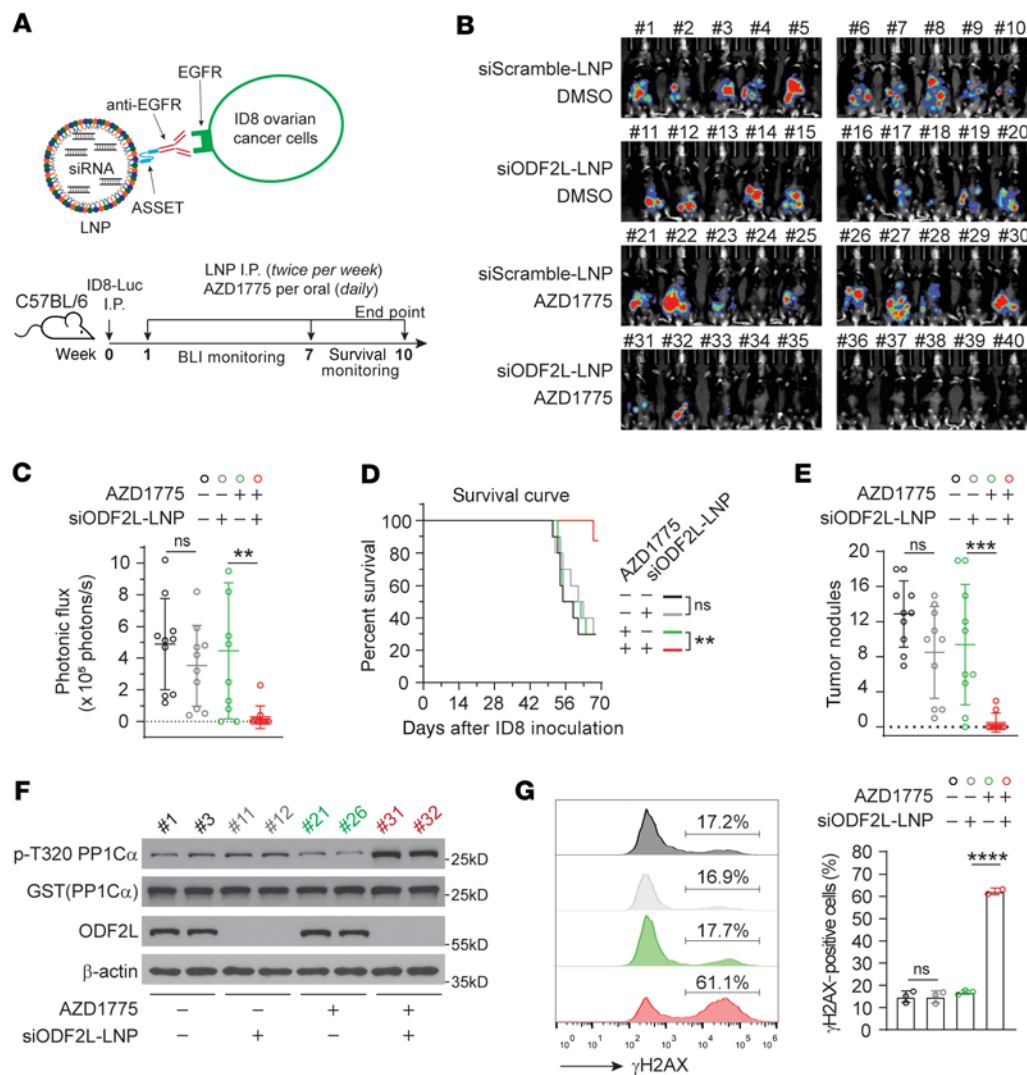 A
EGFR
anti-EGFR
ID8 ovarian
cancer cells
siRNA
ASSET
LNP
LNP I.P. (twice per week)
AZD1775 per oral (daily)
ID8-Luc
I.P.
C57BL/6
End point
Week 0 1 BLI monitoring 7 Survival 10
monitoring
B
#1 #2 #3 #4 #5 #6 #7 #8 #9 #10
siScramble-LNP
DMSO
#11 #12 #13 #14 #15 #16 #17 #18 #19 #20
siODF2L-LNP
DMSO
#21 #22 #23 #24 #25 #26 #27 #28 #29 #30
siScramble-LNP
AZD1775
#31 #32 #33 #34 #35 #36 #37 #38 #39 #40
siODF2L-LNP
AZD1775
C
AZD1775 − − + +
siODF2L-LNP − + − +
ns
**
10
8
6
4
2
0
Photonic flux
(x 10⁵ photons/s)
D
Survival curve
100
80
60
40
20
0
Percent survival
0 14 28 42 56 70
Days after ID8 inoculation
AZD1775
siODF2L-LNP
− −
− +
ns
+ −
+ +
**
E
AZD1775 − − + +
siODF2L-LNP − + − +
ns
***
20
16
12
8
4
0
Tumor nodules
F
#1 #3 #11 #12 #21 #26 #31 #32
p-T320 PP1Cα -25kD
GST(PP1Cα) -25kD
ODF2L -55kD
β-actin -35kD
AZD1775 − − + +
siODF2L-LNP − + − +
G
17.2%
16.9%
17.7%
61.1%
10⁰ 10¹ 10² 10³ 10⁴ 10⁵ 10⁶
γH2AX
AZD1775 − − + +
siODF2L-LNP − + − +
****
ns
80
70
60
50
40
30
20
10
0
γH2AX-positive cells (%)